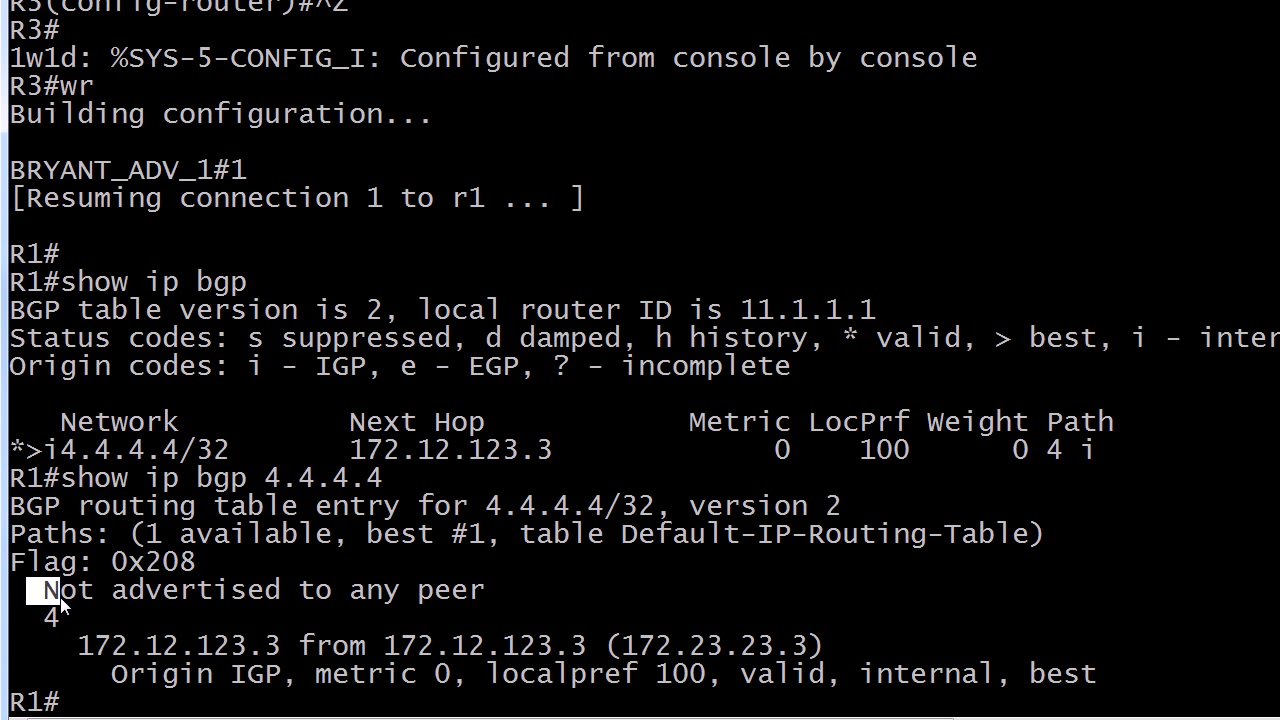 R3(config-router)#^Z
R3#
1w1d: %SYS-5-CONFIG_I: Configured from console by console
R3#wr
Building configuration...
BRYANT_ADV_1#1
[Resuming connection 1 to r1 ... ]
R1#
R1#show ip bgp
BGP table version is 2, local router ID is 11.1.1.1
Status codes: s suppressed, d damped, h history, * valid, > best, i - inter
Origin codes: i - IGP, e - EGP, ? - incomplete
Network Next Hop Metric LocPrf Weight Path
*>i4.4.4.4/32 172.12.123.3 0 100 0 4 i
R1#show ip bgp 4.4.4.4
BGP routing table entry for 4.4.4.4/32, version 2
Paths: (1 available, best #1, table Default-IP-Routing-Table)
Flag: 0x208
Not advertised to any peer
4
172.12.123.3 from 172.12.123.3 (172.23.23.3)
Origin IGP, metric 0, localpref 100, valid, internal, best
R1#